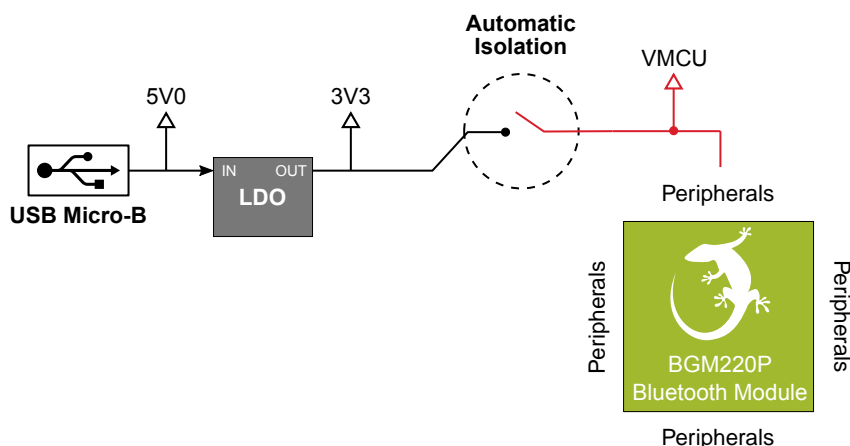 Automatic
Isolation
5V0
3V3
VMCU
IN
OUT
LDO
USB Micro-B
Peripherals
Peripherals
Peripherals
BGM220P
Bluetooth Module
Peripherals